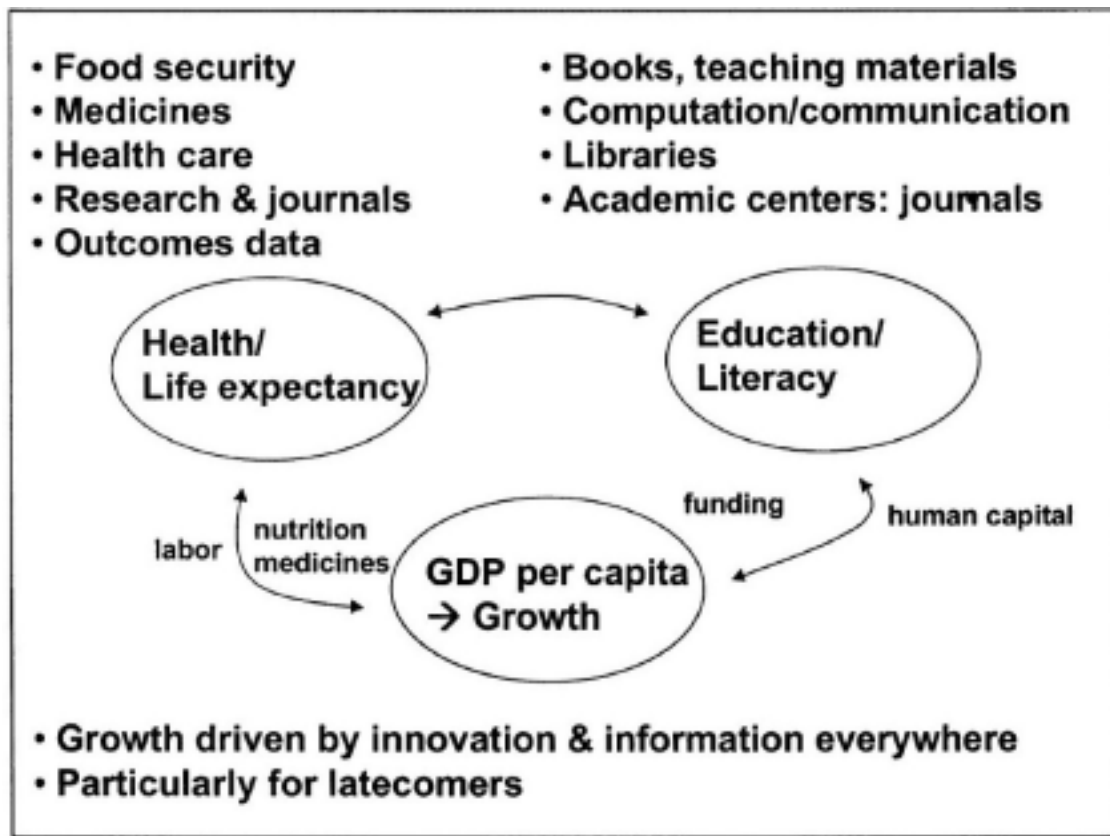 • Food security
• Medicines
• Health care
• Research & journals
• Outcomes data
• Books, teaching materials
• Computation/communication
• Libraries
• Academic centers: journals
Health/
Life expectancy
Education/
Literacy
labor
nutrition
medicines
funding
human capital
GDP per capita
→ Growth
• Growth driven by innovation & information everywhere
• Particularly for latecomers